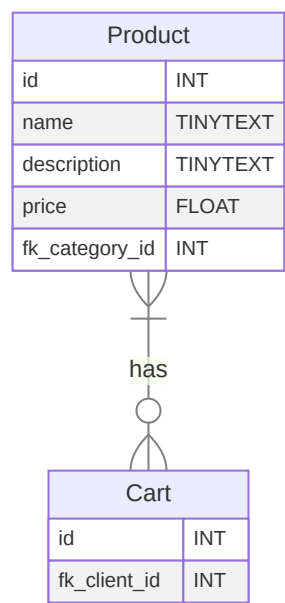 Product
id INT
name TINYTEXT
description TINYTEXT
price FLOAT
fk_category_id INT
has
Cart
id INT
fk_client_id INT